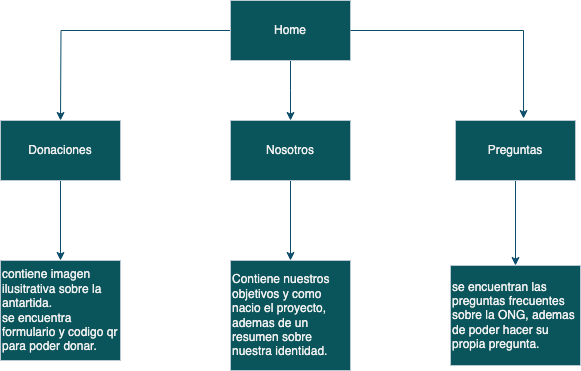 Home
Donaciones
Nosotros
Preguntas
contiene imagen
ilusitrativa sobre la
antartida.
se encuentra
formulario y codigo qr
para poder donar.
Contiene nuestros
objetivos y como
nacio el proyecto,
ademas de un
resumen sobre
nuestra identidad.
se encuentran las
preguntas frecuentes
sobre la ONG, ademas
de poder hacer su
propia pregunta.